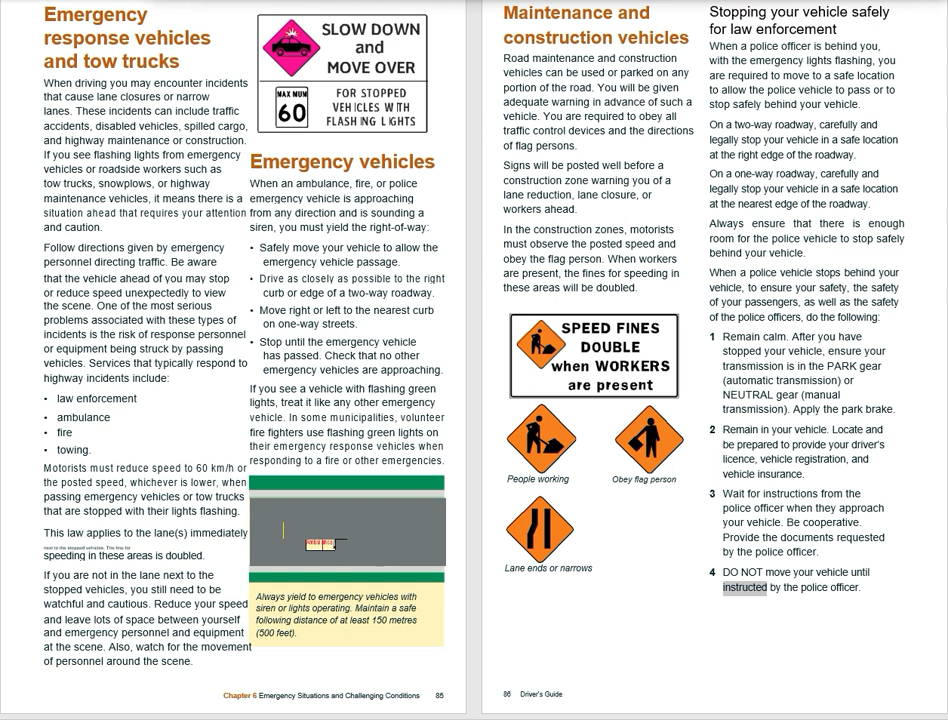 Emergency
response vehicles
and tow trucks
When driving you may encounter incidents
that cause lane closures or narrow
lanes. These incidents can include traffic
accidents, disabled vehicles, spilled cargo,
and highway maintenance or construction.
If you see flashing lights from emergency
vehicles or roadside workers such as
tow trucks, snowplows, or highway
maintenance vehicles, it means there is a
situation ahead that requires your attention
and caution.
Follow directions given by emergency
personnel directing traffic. Be aware
that the vehicle ahead of you may stop
or reduce speed unexpectedly to view
the scene. One of the most serious
problems associated with these types of
incidents is the risk of response personnel
or equipment being struck by passing
vehicles. Services that typically respond to
highway incidents include:
• law enforcement
• ambulance
• fire
• towing.
Motorists must reduce speed to 60 km/h or
the posted speed, whichever is lower, when
passing emergency vehicles or tow trucks
that are stopped with their lights flashing.
This law applies to the lane(s) immediately
next to the stopped vehicles. The fine for
speeding in these areas is doubled.
If you are not in the lane next to the
stopped vehicles, you still need to be
watchful and cautious. Reduce your speed
and leave lots of space between yourself
and emergency personnel and equipment
at the scene. Also, watch for the movement
of personnel around the scene.
SLOW DOWN
and
MOVE OVER
MAXIMUM
60
FOR STOPPED
VEHICLES WITH
FLASHING LIGHTS
Emergency vehicles
When an ambulance, fire, or police
emergency vehicle is approaching
from any direction and is sounding a
siren, you must yield the right-of-way:
• Safely move your vehicle to allow the
emergency vehicle passage.
• Drive as closely as possible to the right
curb or edge of a two-way roadway.
• Move right or left to the nearest curb
on one-way streets.
• Stop until the emergency vehicle
has passed. Check that no other
emergency vehicles are approaching.
If you see a vehicle with flashing green
lights, treat it like any other emergency
vehicle. In some municipalities, volunteer
fire fighters use flashing green lights on
their emergency response vehicles when
responding to a fire or other emergencies.
Always yield to emergency vehicles with
siren or lights operating. Maintain a safe
following distance of at least 150 metres
(500 feet).
Chapter 6 Emergency Situations and Challenging Conditions 85
Maintenance and
construction vehicles
Road maintenance and construction
vehicles can be used or parked on any
portion of the road. You will be given
adequate warning in advance of such a
vehicle. You are required to obey all
traffic control devices and the directions
of flag persons.
Signs will be posted well before a
construction zone warning you of a
lane reduction, lane closure, or
workers ahead.
In the construction zones, motorists
must observe the posted speed and
obey the flag person. When workers
are present, the fines for speeding in
these areas will be doubled.
SPEED FINES
DOUBLE
when WORKERS
are present
People working
Obey flag person
Lane ends or narrows
Stopping your vehicle safely
for law enforcement
When a police officer is behind you,
with the emergency lights flashing, you
are required to move to a safe location
to allow the police vehicle to pass or to
stop safely behind your vehicle.
On a two-way roadway, carefully and
legally stop your vehicle in a safe location
at the right edge of the roadway.
On a one-way roadway, carefully and
legally stop your vehicle in a safe location
at the nearest edge of the roadway.
Always ensure that there is enough
room for the police vehicle to stop safely
behind your vehicle.
When a police vehicle stops behind your
vehicle, to ensure your safety, the safety
of your passengers, as well as the safety
of the police officers, do the following:
1 Remain calm. After you have
stopped your vehicle, ensure your
transmission is in the PARK gear
(automatic transmission) or
NEUTRAL gear (manual
transmission). Apply the park brake.
2 Remain in your vehicle. Locate and
be prepared to provide your driver's
licence, vehicle registration, and
vehicle insurance.
3 Wait for instructions from the
police officer when they approach
your vehicle. Be cooperative.
Provide the documents requested
by the police officer.
4 DO NOT move your vehicle until
instructed by the police officer.
86 Driver's Guide